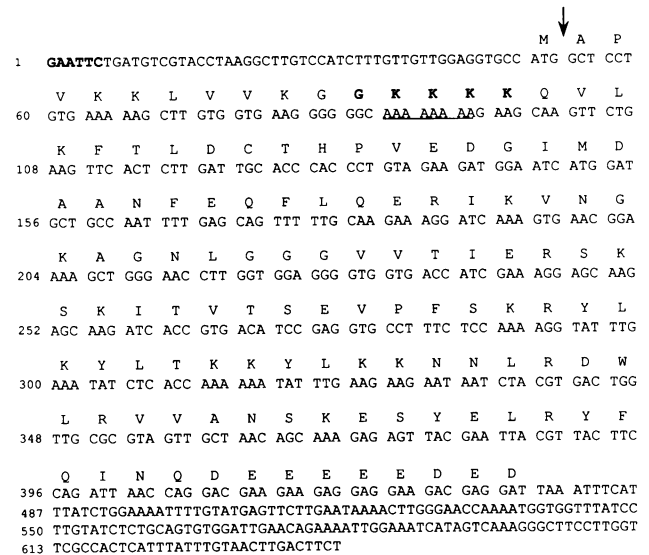 M A P
1 GAATTCTGATGTCGTACCTAAGGCTTGTCCATCTTTGTTGTTGGAGGTGCC ATG GCT CCT
V K K L V V K G G K K K K Q V L
60 GTG AAA AAG CTT GTG GTG AAG GGG GGC AAA AAA AAG AAG CAA GTT CTG
K F T L D C T H P V E D G I M D
108 AAG TTC ACT CTT GAT TGC ACC CAC CCT GTA GAA GAT GGA ATC ATG GAT
A A N F E Q F L Q E R I K V N G
156 GCT GCC AAT TTT GAG CAG TTT TTG CAA GAA AGG ATC AAA GTG AAC GGA
K A G N L G G G V V T I E R S K
204 AAA GCT GGG AAC CTT GGT GGA GGG GTG GTG ACC ATC GAA AGG AGC AAG
S K I T V T S E V P F S K R Y L
252 AGC AAG ATC ACC GTG ACA TCC GAG GTG CCT TTC TCC AAA AGG TAT TTG
K Y L T K K Y L K K N N L R D W
300 AAA TAT CTC ACC AAA AAA TAT TTG AAG AAG AAT AAT CTA CGT GAC TGG
L R V V A N S K E S Y E L R Y F
348 TTG CGC GTA GTT GCT AAC AGC AAA GAG AGT TAC GAA TTA CGT TAC TTC
Q I N Q D E E E E E D E D
396 CAG ATT AAC CAG GAC GAA GAA GAG GAG GAA GAC GAG GAT TAA ATTTCAT
487 TTATCTGGAAAATTTTGTATGAGTTCTTGAATAAAACTTGGGAACCAAAATGGTGGTTTATCC
550 TTGTATCTCTGCAGTGTGGATTGAACAGAAAATTGGAAATCATAGTCAAAGGGCTTCCTTGGT
613 TCGCCACTCATTTATTTGTAACTTGACTTCT